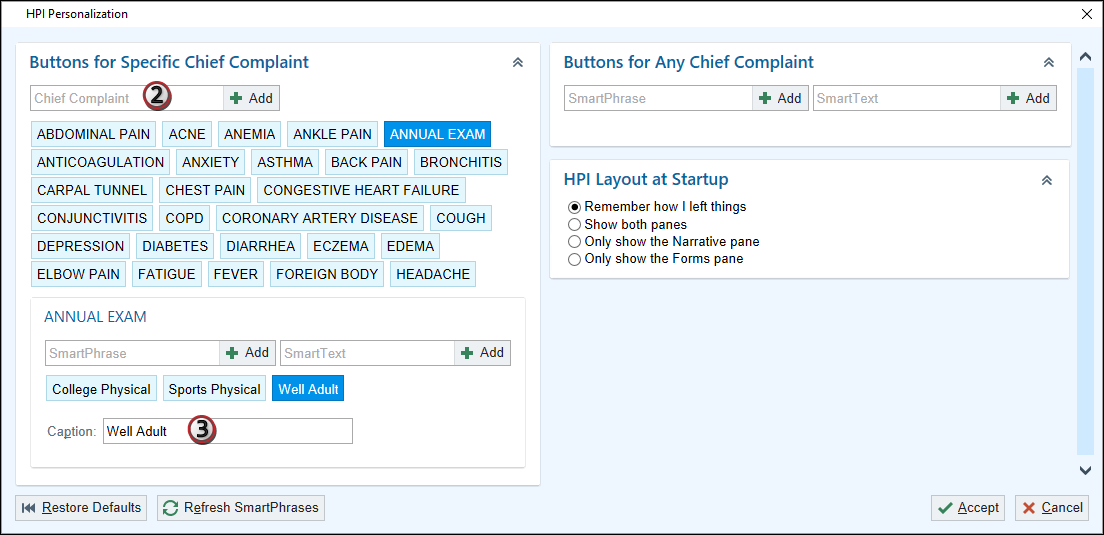 HPI Personalization
Buttons for Specific Chief Complaint
Chief Complaint 2 Add
ABDOMINAL PAIN ACNE ANEMIA ANKLE PAIN ANNUAL EXAM
ANTICOAGULATION ANXIETY ASTHMA BACK PAIN BRONCHITIS
CARPAL TUNNEL CHEST PAIN CONGESTIVE HEART FAILURE
CONJUNCTIVITIS COPD CORONARY ARTERY DISEASE COUGH
DEPRESSION DIABETES DIARRHEA ECZEMA EDEMA
ELBOW PAIN FATIGUE FEVER FOREIGN BODY HEADACHE
ANNUAL EXAM
SmartPhrase Add SmartText Add
College Physical Sports Physical Well Adult
Caption: Well Adult 3
Buttons for Any Chief Complaint
SmartPhrase Add SmartText Add
HPI Layout at Startup
Remember how I left things
Show both panes
Only show the Narrative pane
Only show the Forms pane
Restore Defaults Refresh SmartPhrases Accept Cancel